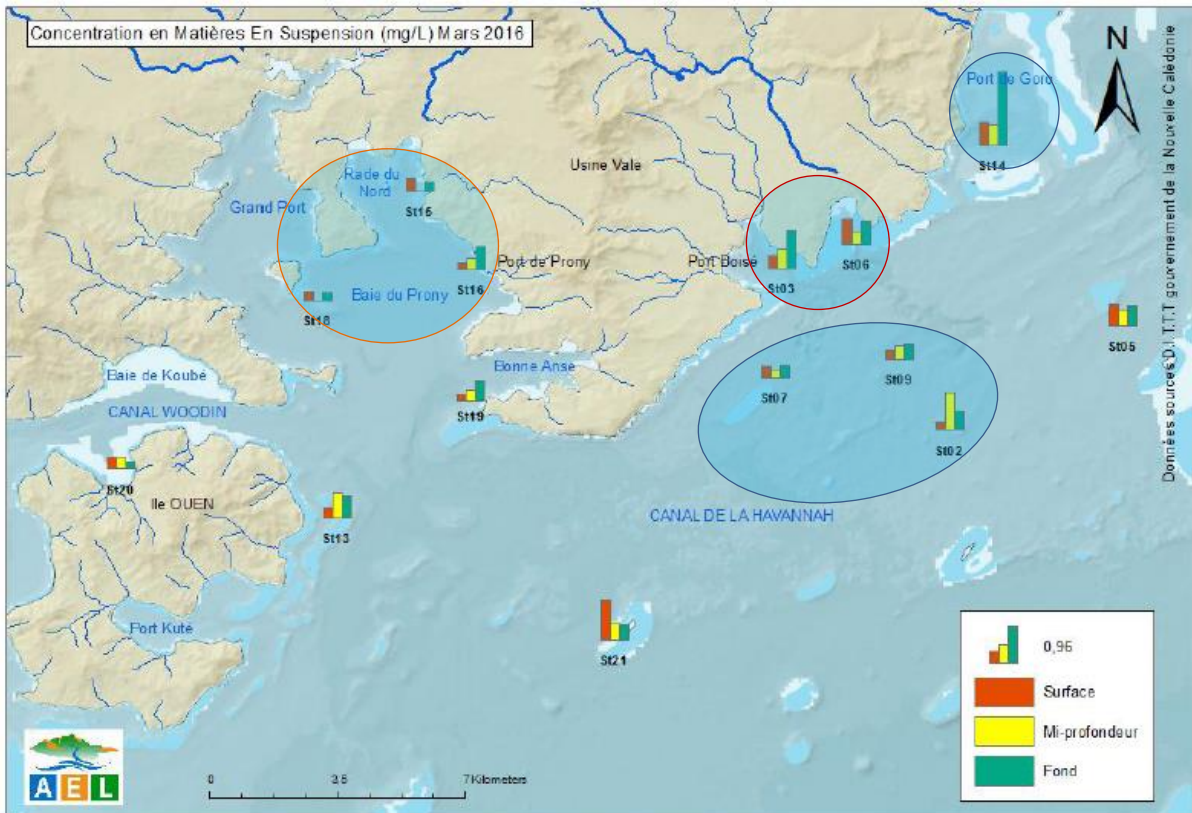 Concentration en Matières En Suspension (mg/L) Mars 2016
N
Port de Goro
St14
Usine Vale
Rade du
Nord
St15
Grand Port
Port de Prony
St16
Baie du Prony
St18
Port Boisé
St03
St06
St05
Bonne Anse
St19
St07
St09
St02
Baie de Koubé
CANAL WOODIN
St20
Ile OUEN
St13
CANAL DE LA HAVANNAH
Port Kuté
St21
0,96
Surface
Mi-profondeur
Fond
AEL
0 3.5 7 Kilometers
Données sources D.I.T.T.T gouvernement de la Nouvelle Calédonie